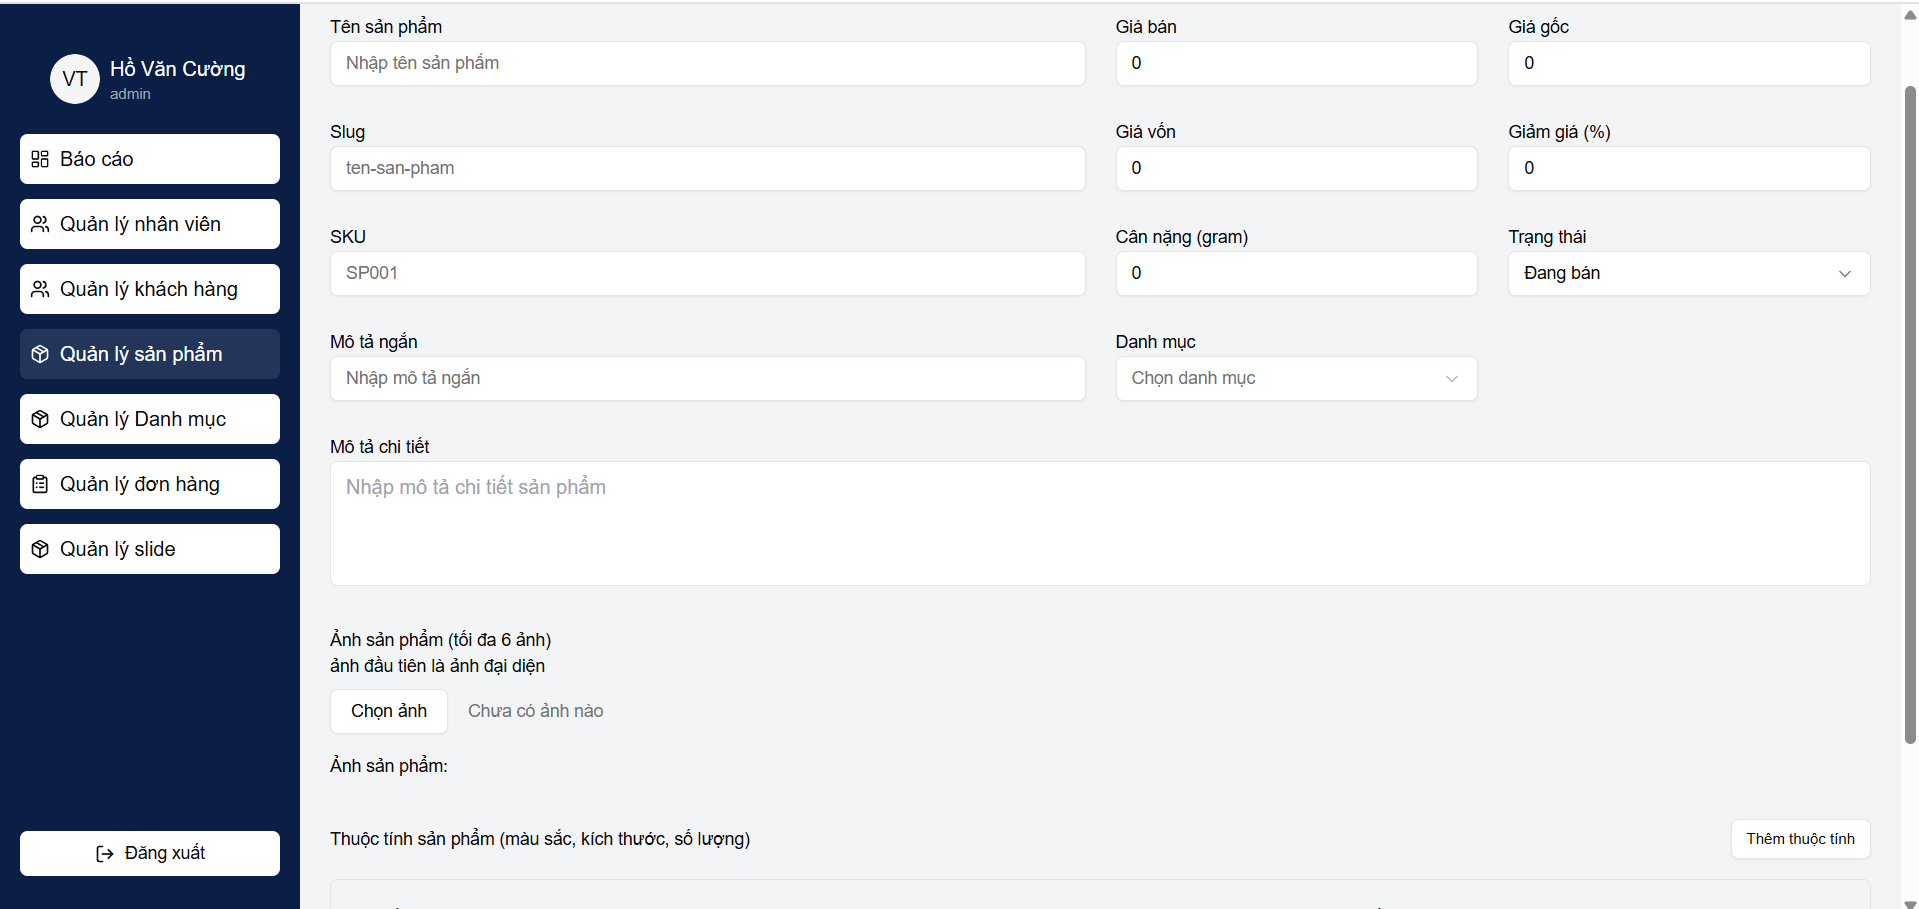 VT
Hồ Văn Cường
admin
Báo cáo
Quản lý nhân viên
Quản lý khách hàng
Quản lý sản phẩm
Quản lý Danh mục
Quản lý đơn hàng
Quản lý slide
Đăng xuất
Tên sản phẩm
Nhập tên sản phẩm
Giá bán
0
Giá gốc
0
Slug
ten-san-pham
Giá vốn
0
Giảm giá (%)
0
SKU
SP001
Cân nặng (gram)
0
Trạng thái
Đang bán
Mô tả ngắn
Nhập mô tả ngắn
Danh mục
Chọn danh mục
Mô tả chi tiết
Nhập mô tả chi tiết sản phẩm
Ảnh sản phẩm (tối đa 6 ảnh)
ảnh đầu tiên là ảnh đại diện
Chọn ảnh
Chưa có ảnh nào
Ảnh sản phẩm:
Thuộc tính sản phẩm (màu sắc, kích thước, số lượng)
Thêm thuộc tính